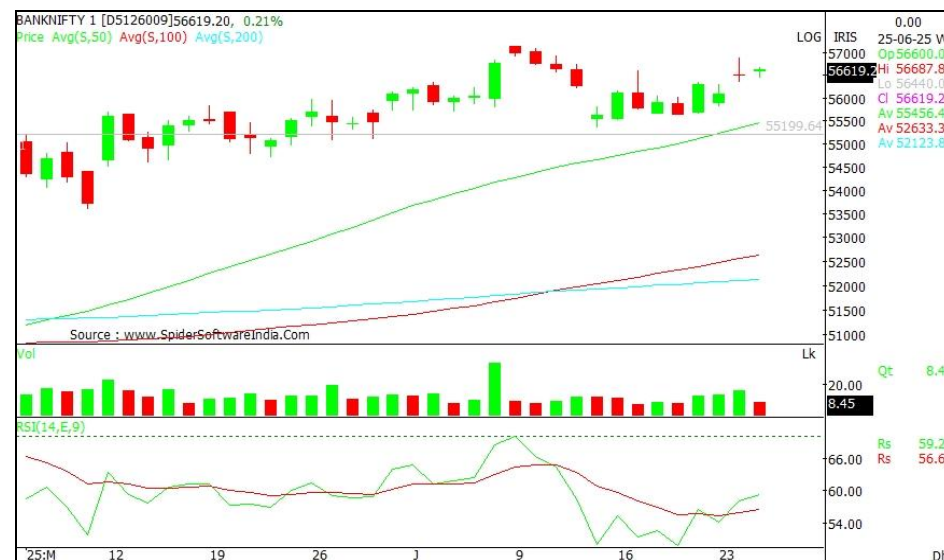 BANKNIFTY 1 [D5126009]56619.20, 0.21%
Price Avg(S,50) Avg(S,100) Avg(S,200)
LOG IRIS
0.00
25-06-25 W
Op56600.0
Hi 56687.8
Lo 56440.0
Cl 56619.2
Av 55456.4
Av 52633.3
Av 52123.8
57000
56619.2
56000
55500
55199.64
55000
54500
54000
53500
53000
52500
52000
51500
51000
Source : www.SpiderSoftwareIndia.Com
Vol
Lk
Qt 8.4
20.00
8.45
RSI(14,E,9)
Rs 59.2
Rs 56.6
66.00
60.00
54.00
25:M 12 19 26 J 9 16 23